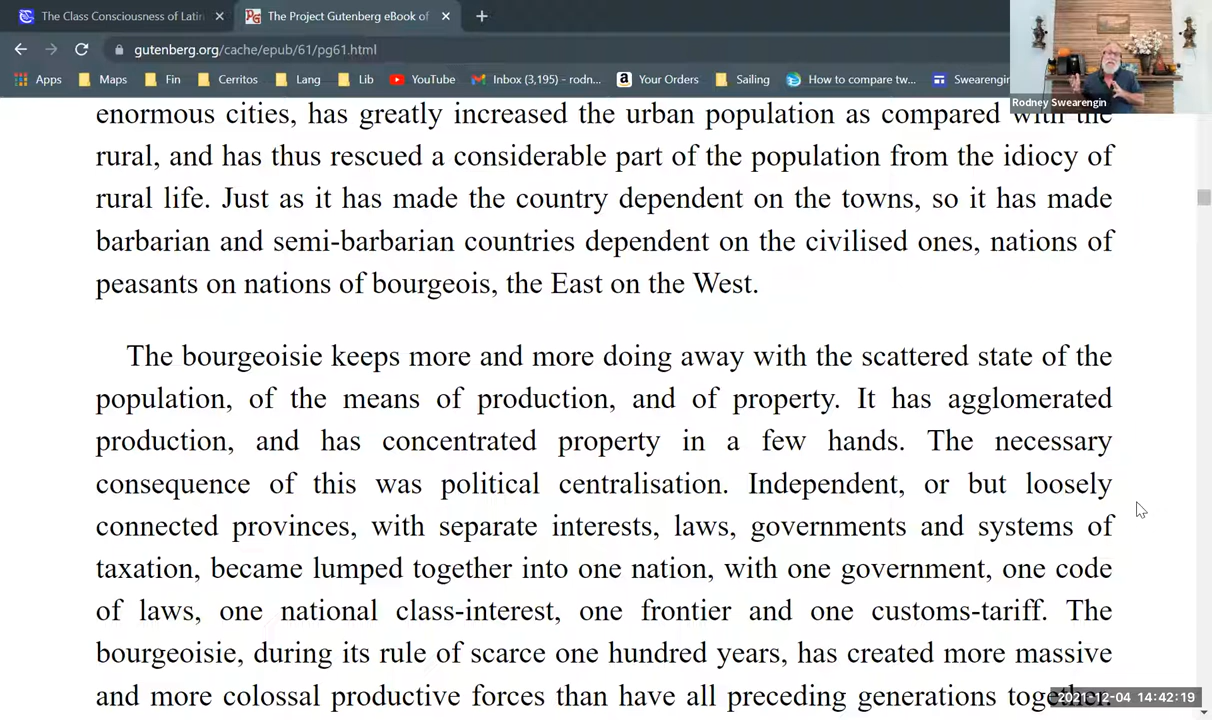 The Class Consciousness of Latin
The Project Gutenberg eBook of
gutenberg.org/cache/epub/61/pg61.html
Apps Maps Fin Cerritos Lang Lib YouTube Inbox (3,195) - rodn... Your Orders Sailing How to compare tw... Swearengin
Rodney Swearengin
enormous cities, has greatly increased the urban population as compared with the
rural, and has thus rescued a considerable part of the population from the idiocy of
rural life. Just as it has made the country dependent on the towns, so it has made
barbarian and semi-barbarian countries dependent on the civilised ones, nations of
peasants on nations of bourgeois, the East on the West.
The bourgeoisie keeps more and more doing away with the scattered state of the
population, of the means of production, and of property. It has agglomerated
production, and has concentrated property in a few hands. The necessary
consequence of this was political centralisation. Independent, or but loosely
connected provinces, with separate interests, laws, governments and systems of
taxation, became lumped together into one nation, with one government, one code
of laws, one national class-interest, one frontier and one customs-tariff. The
bourgeoisie, during its rule of scarce one hundred years, has created more massive
and more colossal productive forces than have all preceding generations together.
2021-12-04 14:42:19